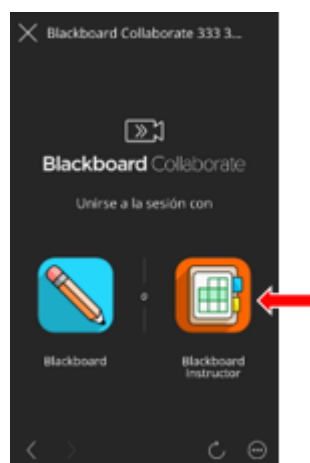 Blackboard Collaborate 333 3...
Blackboard Collaborate
Unirse a la sesión con
o
Blackboard
Blackboard
Instructor